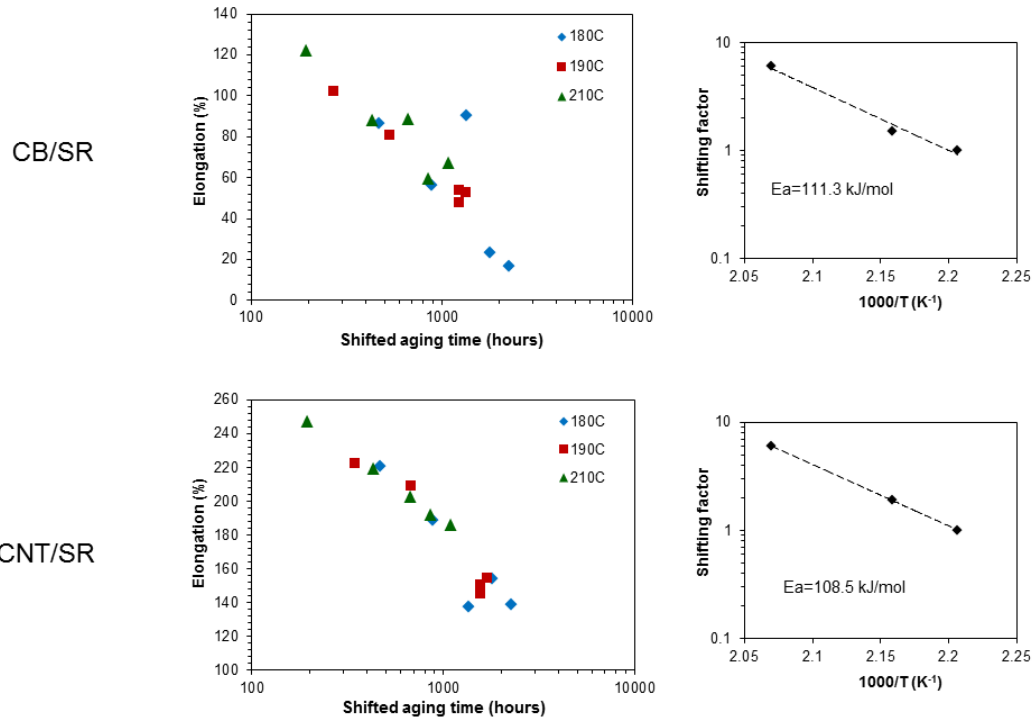 CB/SR
140
120
100
80
60
40
20
0
Elongation (%)
180C
190C
210C
100
1000
10000
Shifted aging time (hours)
10
1
0.1
Shifting factor
Ea=111.3 kJ/mol
2.05
2.1
2.15
2.2
2.25
1000/T (K⁻¹)
CNT/SR
260
240
220
200
180
160
140
120
100
Elongation (%)
180C
190C
210C
100
1000
10000
Shifted aging time (hours)
10
1
0.1
Shifting factor
Ea=108.5 kJ/mol
2.05
2.1
2.15
2.2
2.25
1000/T (K⁻¹)